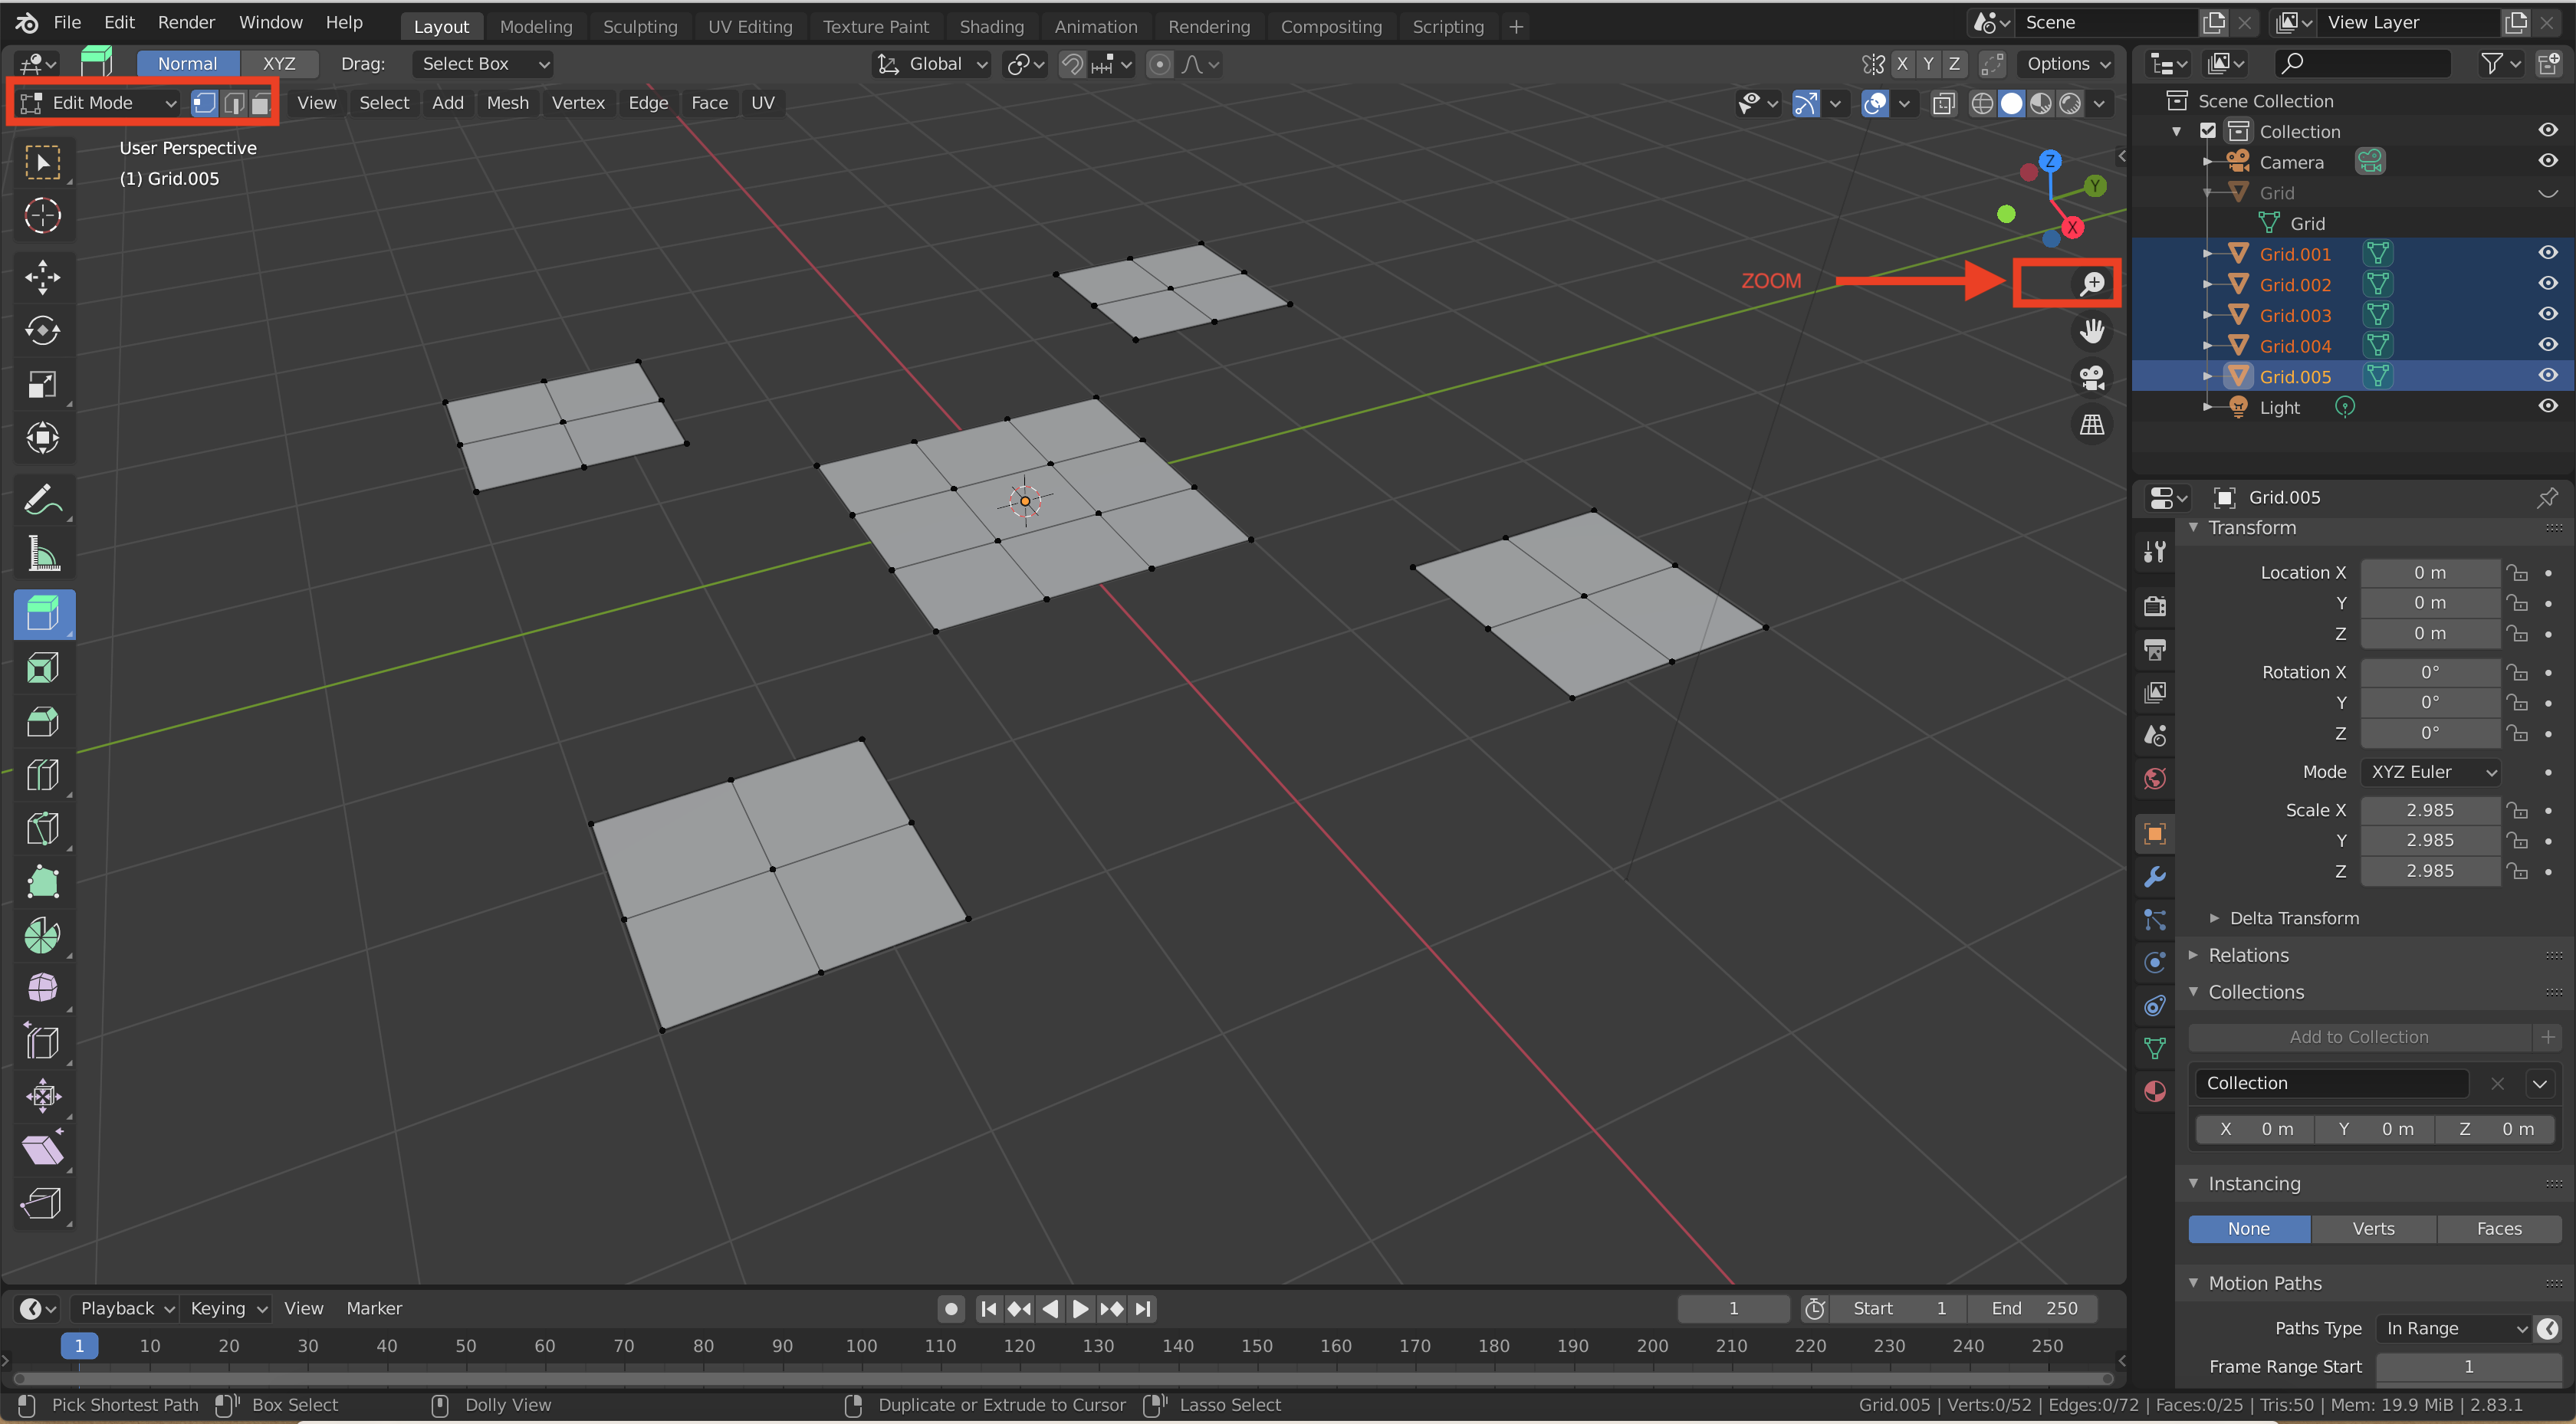 File Edit Render Window Help Layout Modeling Sculpting UV Editing Texture Paint Shading Animation Rendering Compositing Scripting + Scene View Layer
Normal XYZ Drag: Select Box Global X Y Z Options
Edit Mode View Select Add Mesh Vertex Edge Face UV
User Perspective
(1) Grid.005
Z
Y
X
ZOOM
Scene Collection
Collection
Camera
Grid
Grid
Grid.001
Grid.002
Grid.003
Grid.004
Grid.005
Light
Grid.005
Transform
Location X 0 m
Y 0 m
Z 0 m
Rotation X 0°
Y 0°
Z 0°
Mode XYZ Euler
Scale X 2.985
Y 2.985
Z 2.985
Delta Transform
Relations
Collections
Add to Collection +
Collection
X 0 m Y 0 m Z 0 m
Instancing
None Verts Faces
Motion Paths
Paths Type In Range
Frame Range Start 1
Playback Keying View Marker 1 Start 1 End 250
1 10 20 30 40 50 60 70 80 90 100 110 120 130 140 150 160 170 180 190 200 210 220 230 240 250
Pick Shortest Path Box Select Dolly View Duplicate or Extrude to Cursor Lasso Select Grid.005 | Verts:0/52 | Edges:0/72 | Faces:0/25 | Tris:50 | Mem: 19.9 MiB | 2.83.1